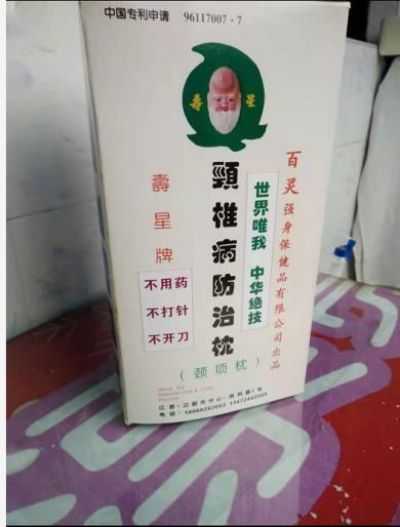 中国专利申请 96117007·7
壽 星
百灵强身保健品有限公司出品
世界唯我 中华绝技
頸椎病防治枕
(颈项枕)
壽星牌
不用药
不打针
不开刀